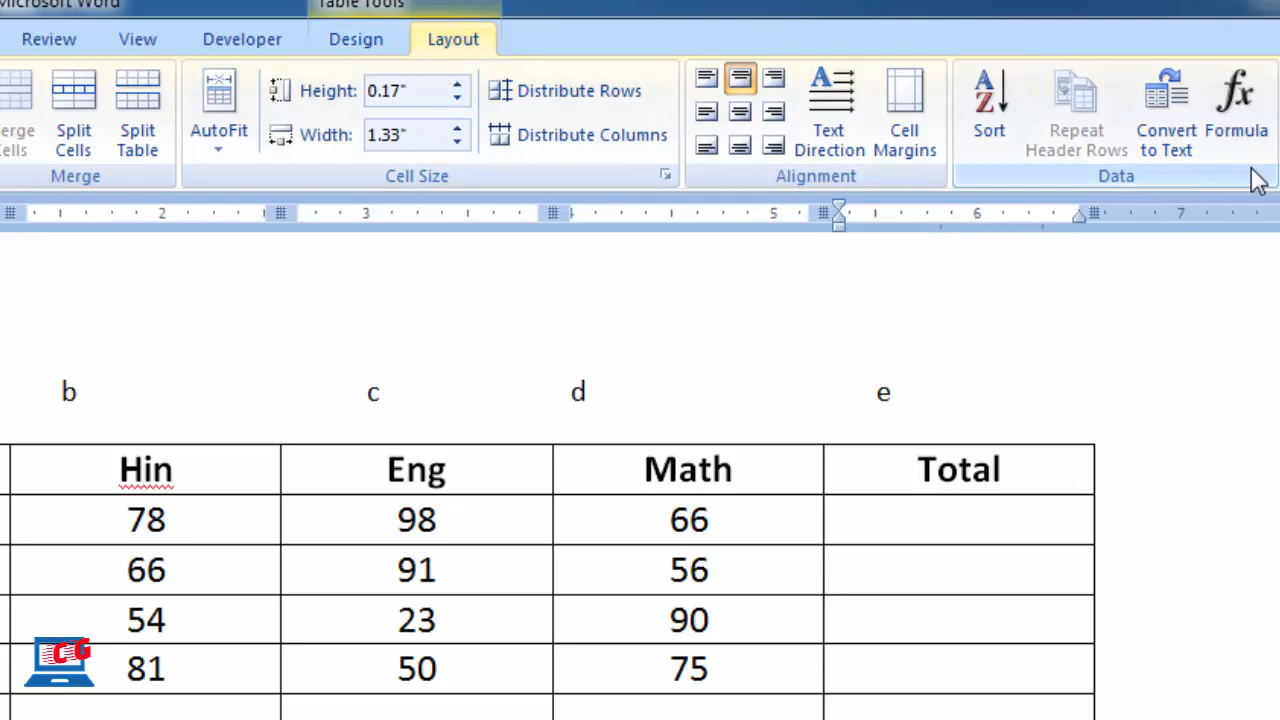 Microsoft Word Table Tools
Review View Developer Design Layout
Split Cells
Split Table
AutoFit
Height: 0.17"
Width: 1.33"
Distribute Rows
Distribute Columns
Text Direction
Cell Margins
A Z
Sort
Repeat Header Rows
Convert to Text
fx
Formula
Merge Cell Size Alignment Data
2 3 5 6 7
b c d e
Hin Eng Math Total
78 98 66
66 91 56
54 23 90
81 50 75
CG